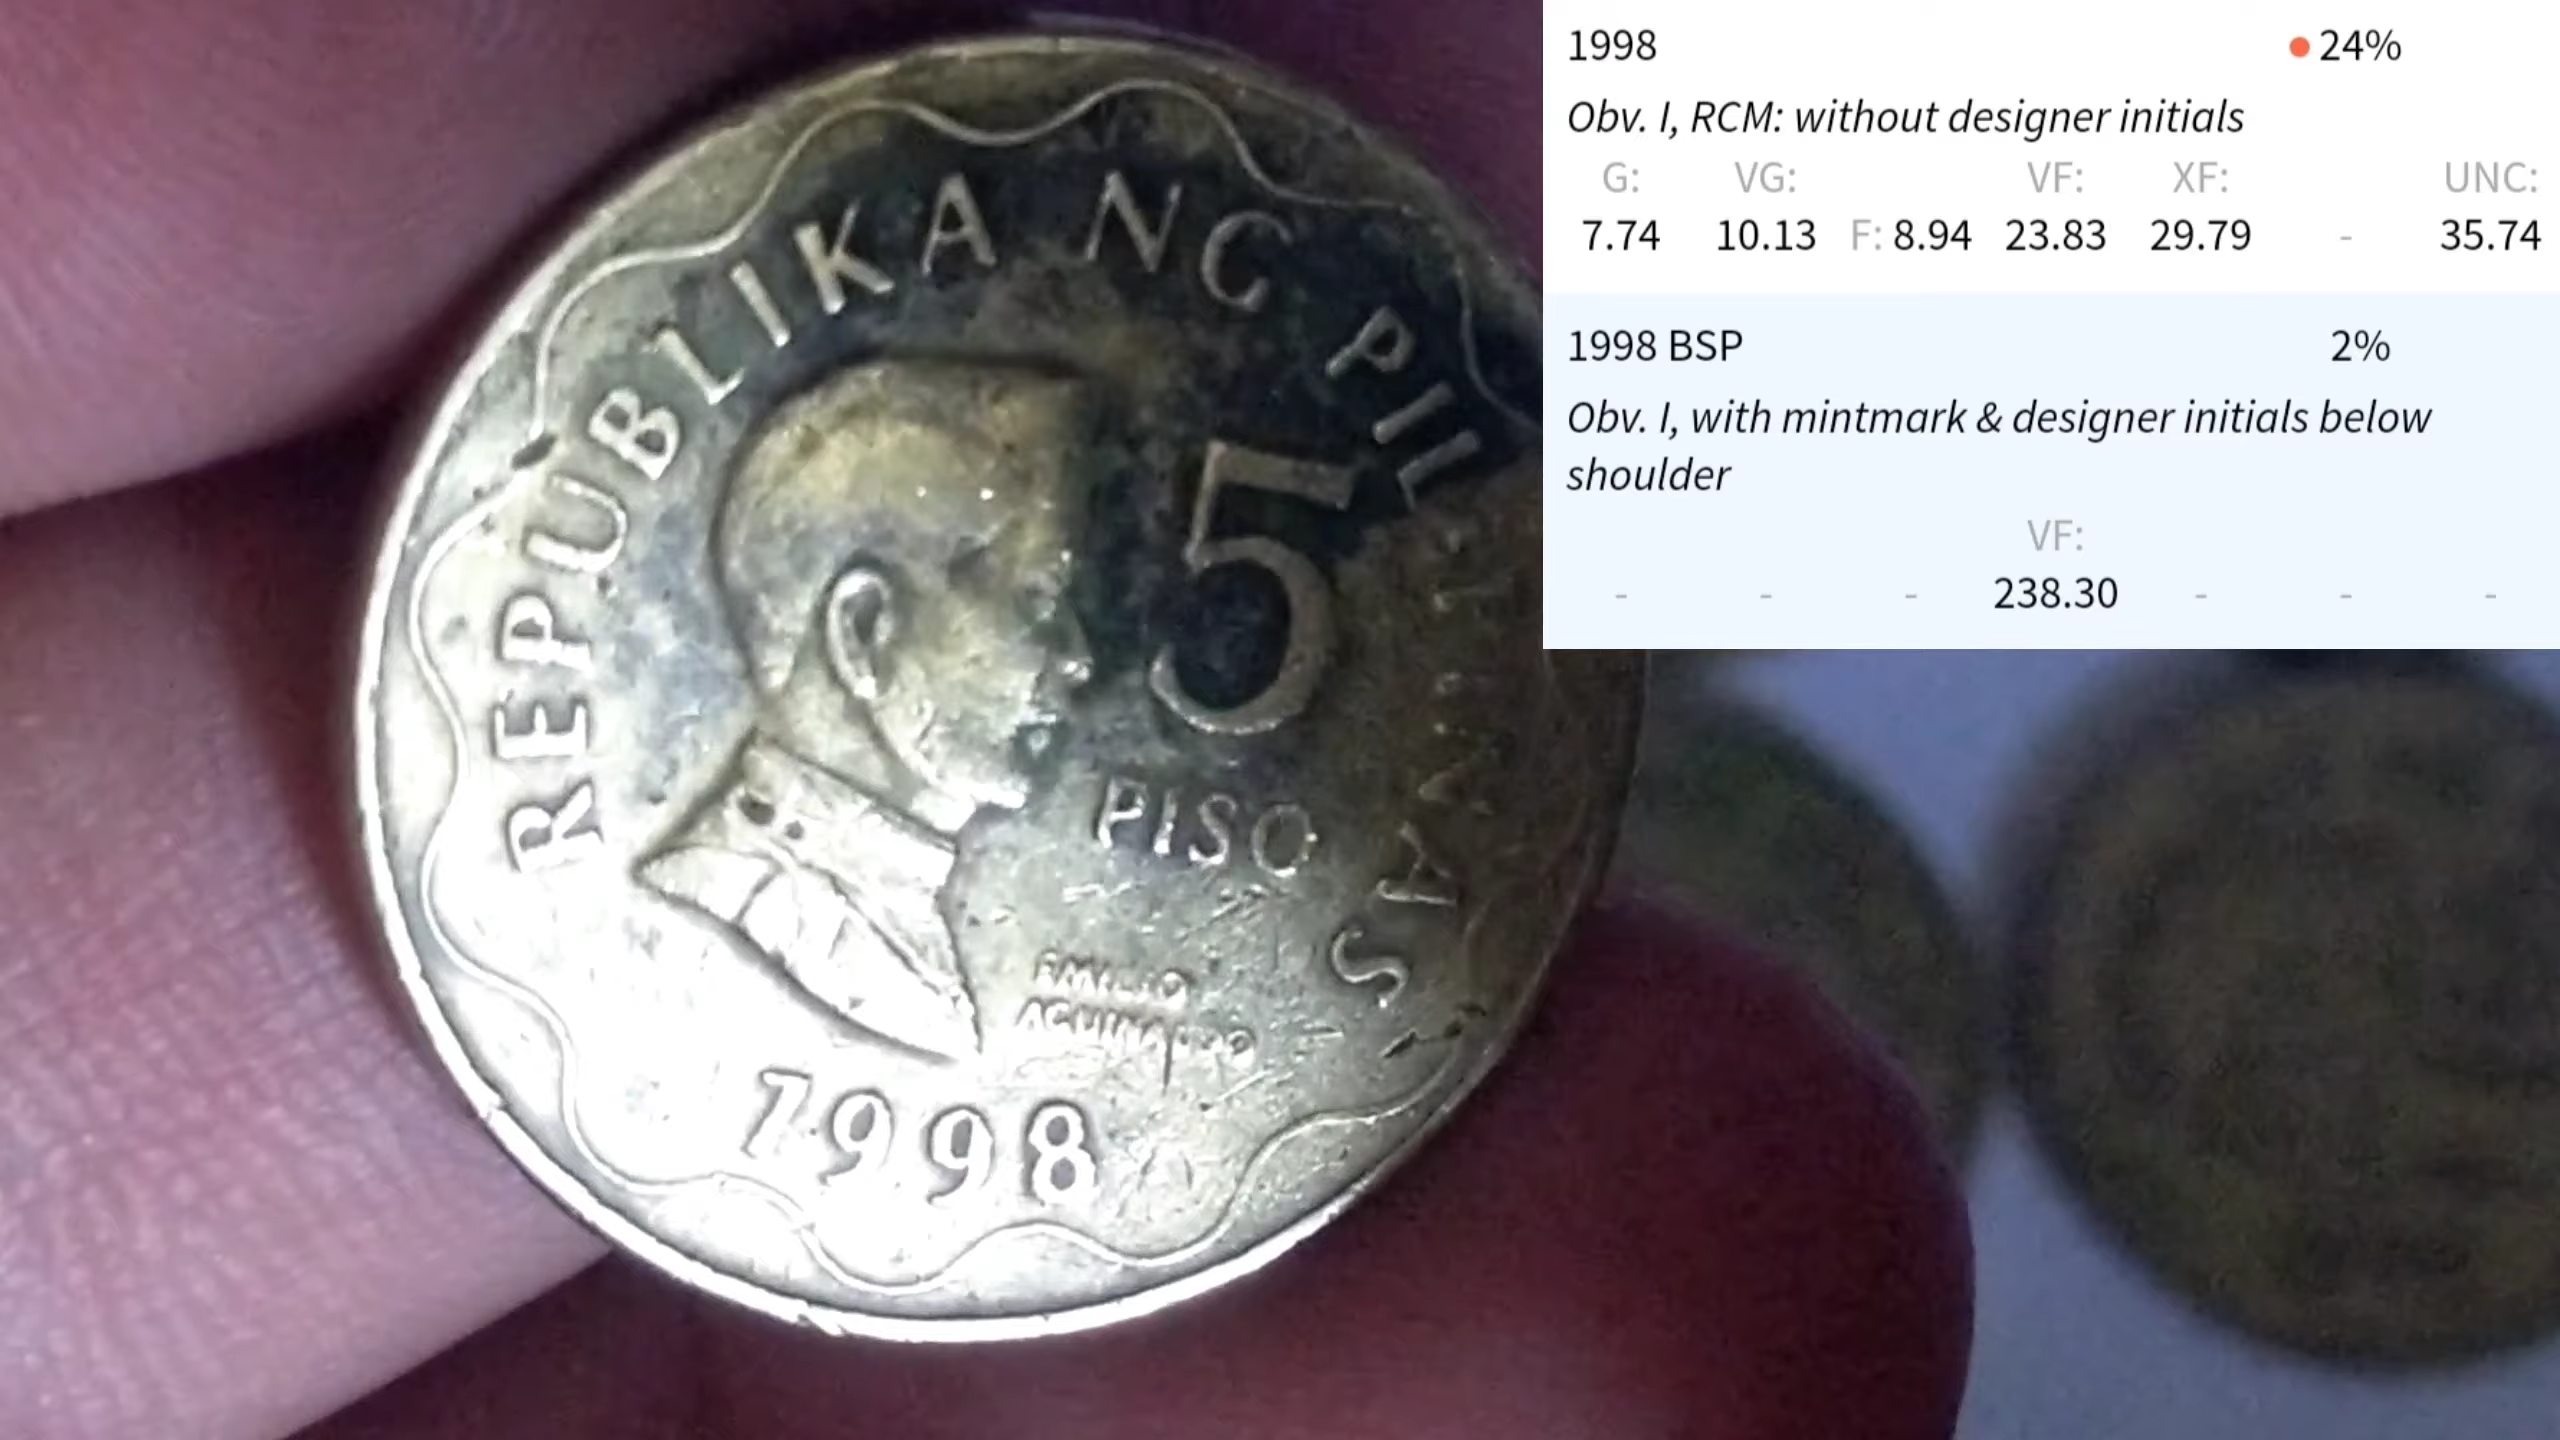 REPUBLIKA NG PILIPINAS
5
PISO
EMILIO
AGUINALDO
1998
1998 24%
Obv. I, RCM: without designer initials
G: VG: VF: XF: UNC:
7.74 10.13 F: 8.94 23.83 29.79 - 35.74
1998 BSP 2%
Obv. I, with mintmark & designer initials below
shoulder
VF:
- - - 238.30 - - -